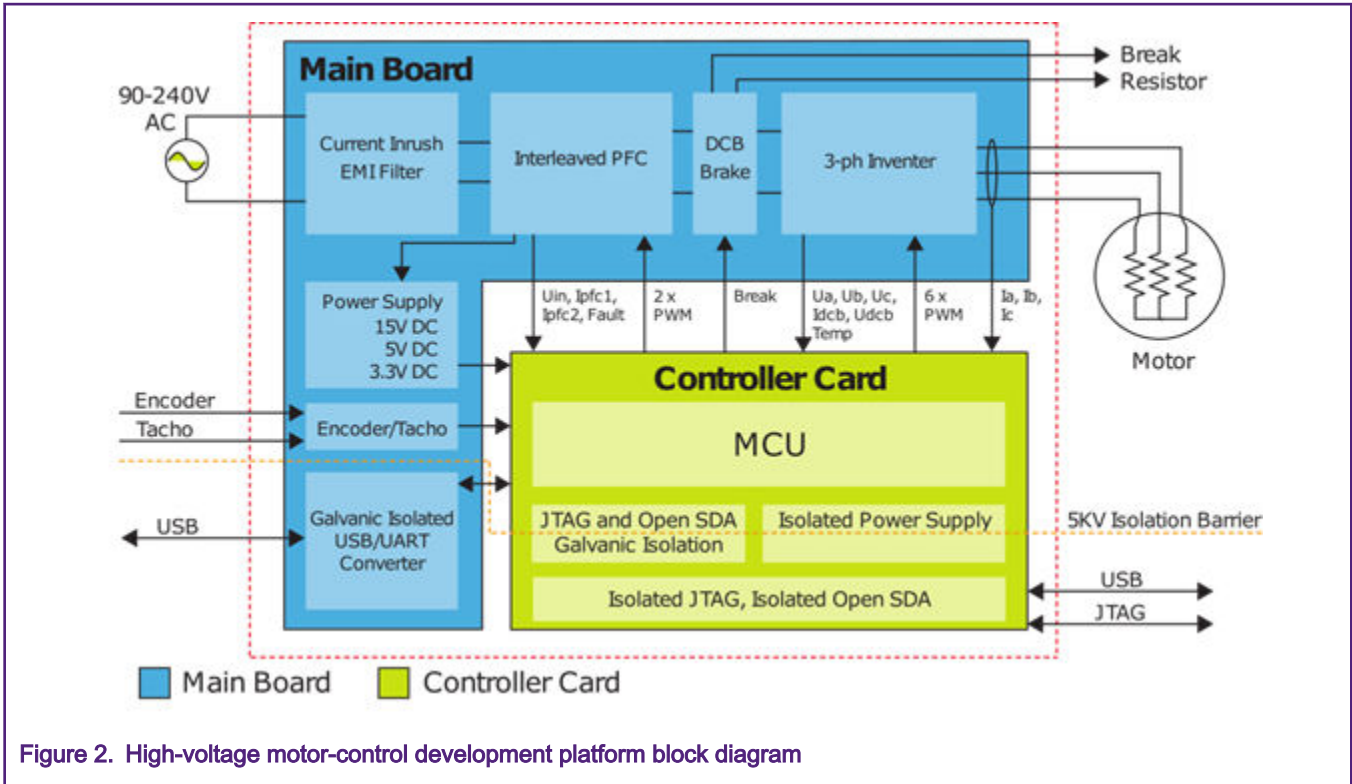 Main Board
Break
Resistor
90-240V
AC
Current Inrush
EMI Filter
Interleaved PFC
DCB
Brake
3-ph Inventer
Power Supply
15V DC
5V DC
3.3V DC
Uin, Ipfc1,
Ipfc2, Fault
2 x
PWM
Break
Ua, Ub, Uc,
Idcb, Udcb
Temp
6 x
PWM
Ia, Ib,
Ic
Motor
Controller Card
MCU
Encoder
Tacho
Encoder/Tacho
USB
Galvanic Isolated
USB/UART
Converter
JTAG and Open SDA
Galvanic Isolation
Isolated Power Supply
5KV Isolation Barrier
Isolated JTAG, Isolated Open SDA
USB
JTAG
Main Board
Controller Card
Figure 2. High-voltage motor-control development platform block diagram